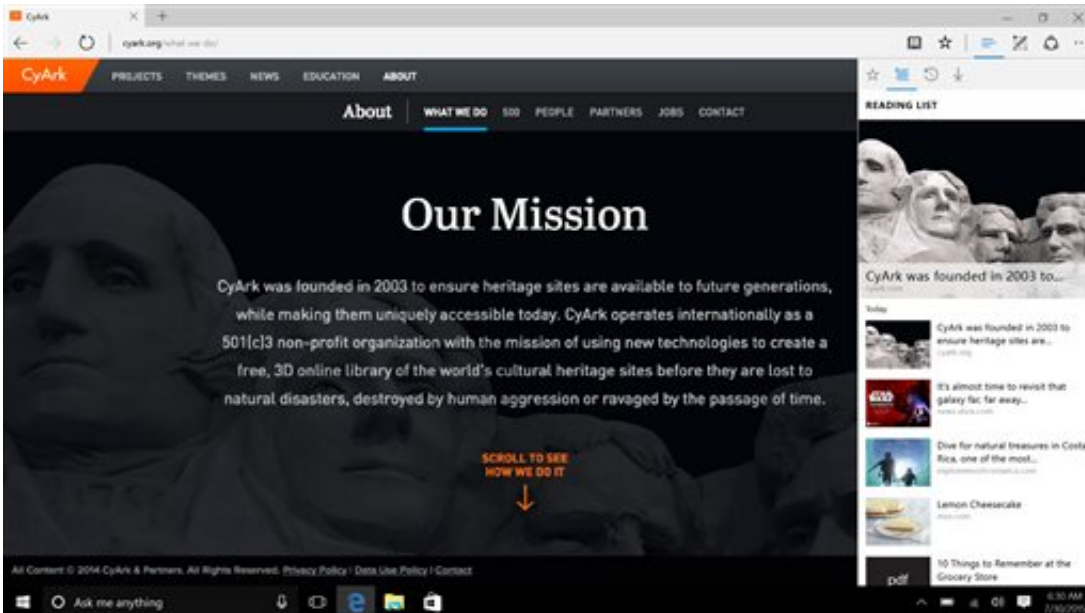 CyArk
cyark.org/what-we-do/
CyArk
PROJECTS THEMES NEWS EDUCATION ABOUT
About WHAT WE DO 500 PEOPLE PARTNERS JOBS CONTACT
Our Mission
CyArk was founded in 2003 to ensure heritage sites are available to future generations,
while making them uniquely accessible today. CyArk operates internationally as a
501(c)3 non-profit organization with the mission of using new technologies to create a
free, 3D online library of the world's cultural heritage sites before they are lost to
natural disasters, destroyed by human aggression or ravaged by the passage of time.
SCROLL TO SEE
HOW WE DO IT
All Content © 2014 CyArk & Partners. All Rights Reserved. Privacy Policy | Data Use Policy | Contact
READING LIST
CyArk was founded in 2003 to...
Today
CyArk was founded in 2003 to
ensure heritage sites are...
cyark.org
STAR
WARS
It's almost time to revisit that
galaxy far, far away...
Dive for natural treasures in Costa
Rica, one of the most...
Lemon Cheesecake
pdf
10 Things to Remember at the
Grocery Store
Ask me anything
6:30 AM